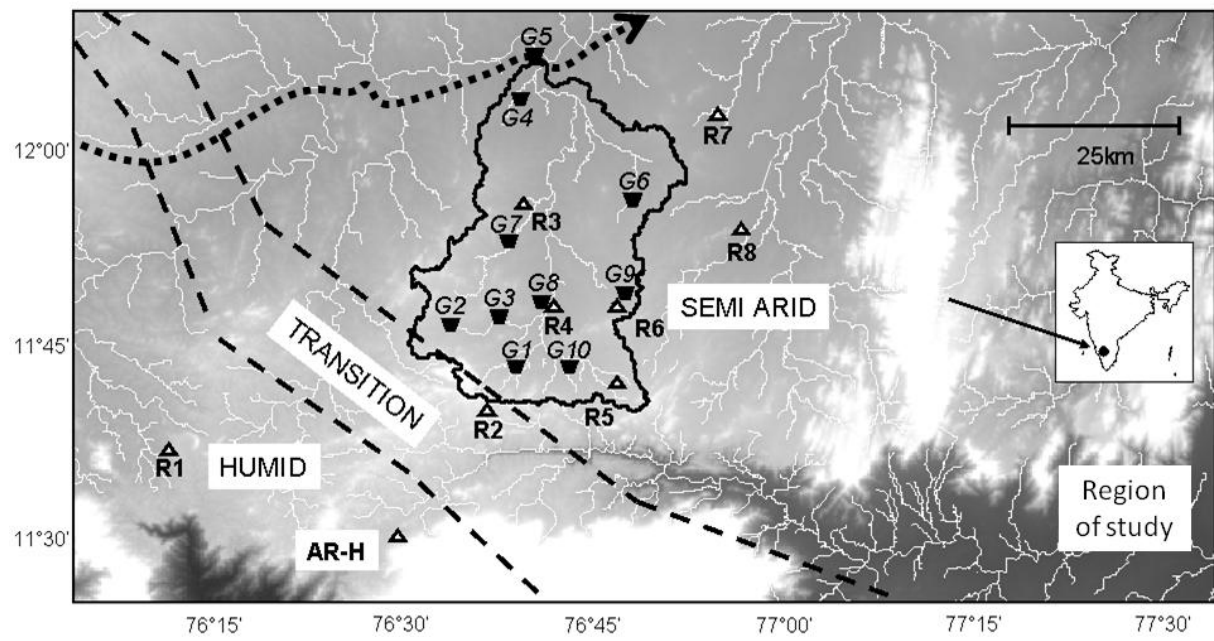 G5
G4
R7
12°00'
25km
G6
R3
G7
R8
G9
G8
SEMI ARID
G2
G3
R4
R6
11°45'
TRANSITION
G1
G10
R5
R2
R1
HUMID
Region
of study
11°30'
AR-H
76°15'
76°30'
76°45'
77°00'
77°15'
77°30'